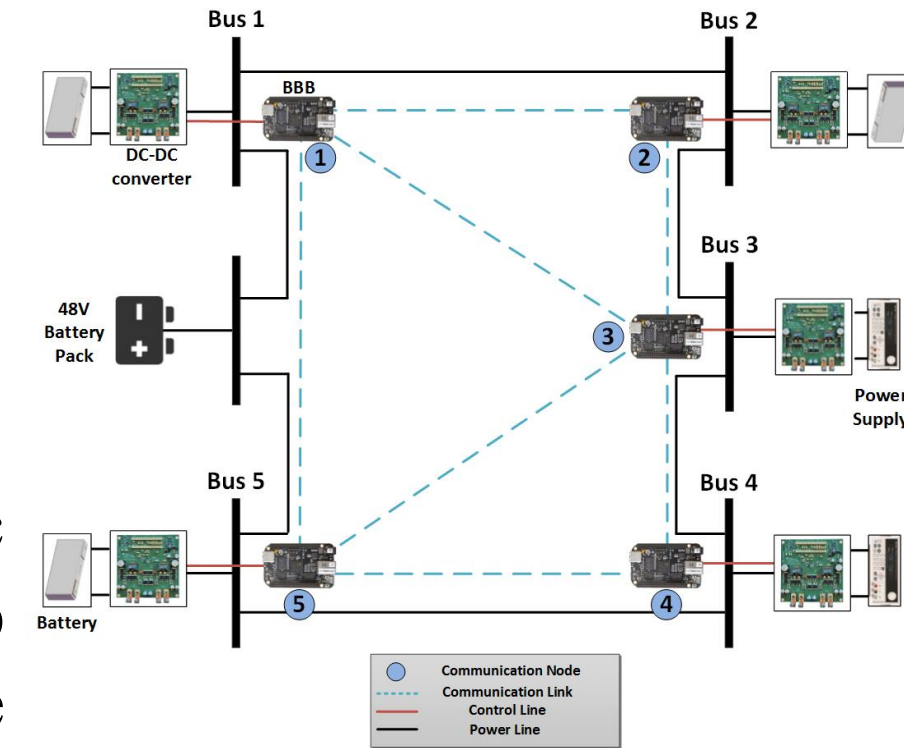 Bus 1
Bus 2
BBB
DC-DC
converter
1
2
Bus 3
48V
Battery
Pack
3
Power
Supply
Bus 5
Bus 4
Battery
5
4
Communication Node
Communication Link
Control Line
Power Line